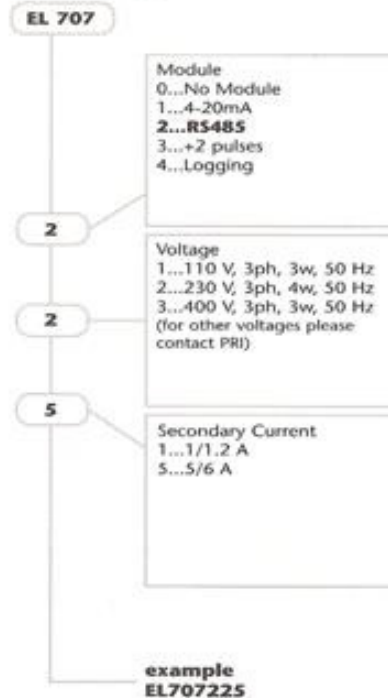 EL 707
Module
0...No Module
1...4-20mA
2...RS485
3...+2 pulses
4...Logging
2
Voltage
1...110 V, 3ph, 3w, 50 Hz
2...230 V, 3ph, 4w, 50 Hz
3...400 V, 3ph, 3w, 50 Hz
(for other voltages please
contact PRI)
2
5
Secondary Current
1...1/1.2 A
5...5/6 A
example
EL707225